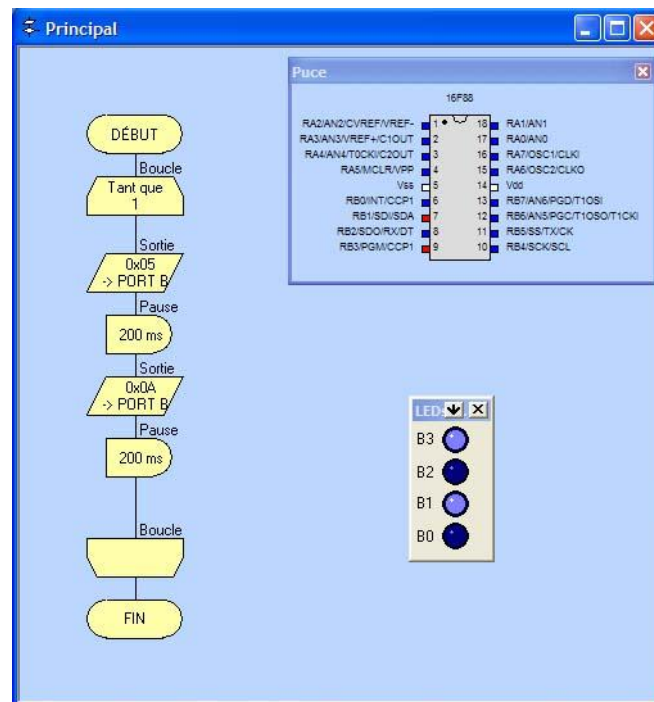 Principal
DÉBUT
Boucle
Tant que
1
Sortie
0x05
-> PORT B
Pause
200 ms
Sortie
0x0A
-> PORT B
Pause
200 ms
Boucle
FIN
Puce
16F88
RA2/AN2/CVREF/VREF- 1 18 RA1/AN1
RA3/AN3/VREF+/C1OUT 2 17 RA0/AN0
RA4/AN4/T0CKI/C2OUT 3 16 RA7/OSC1/CLKI
RA5/MCLR/VPP 4 15 RA6/OSC2/CLKO
Vss 5 14 Vdd
RB0/INT/CCP1 6 13 RB7/AN6/PGD/T1OSI
RB1/SDI/SDA 7 12 RB6/AN5/PGC/T1OSO/T1CKI
RB2/SDO/RX/DT 8 11 RB5/SS/TX/CK
RB3/PGM/CCP1 9 10 RB4/SCK/SCL
LEDs
B3
B2
B1
B0